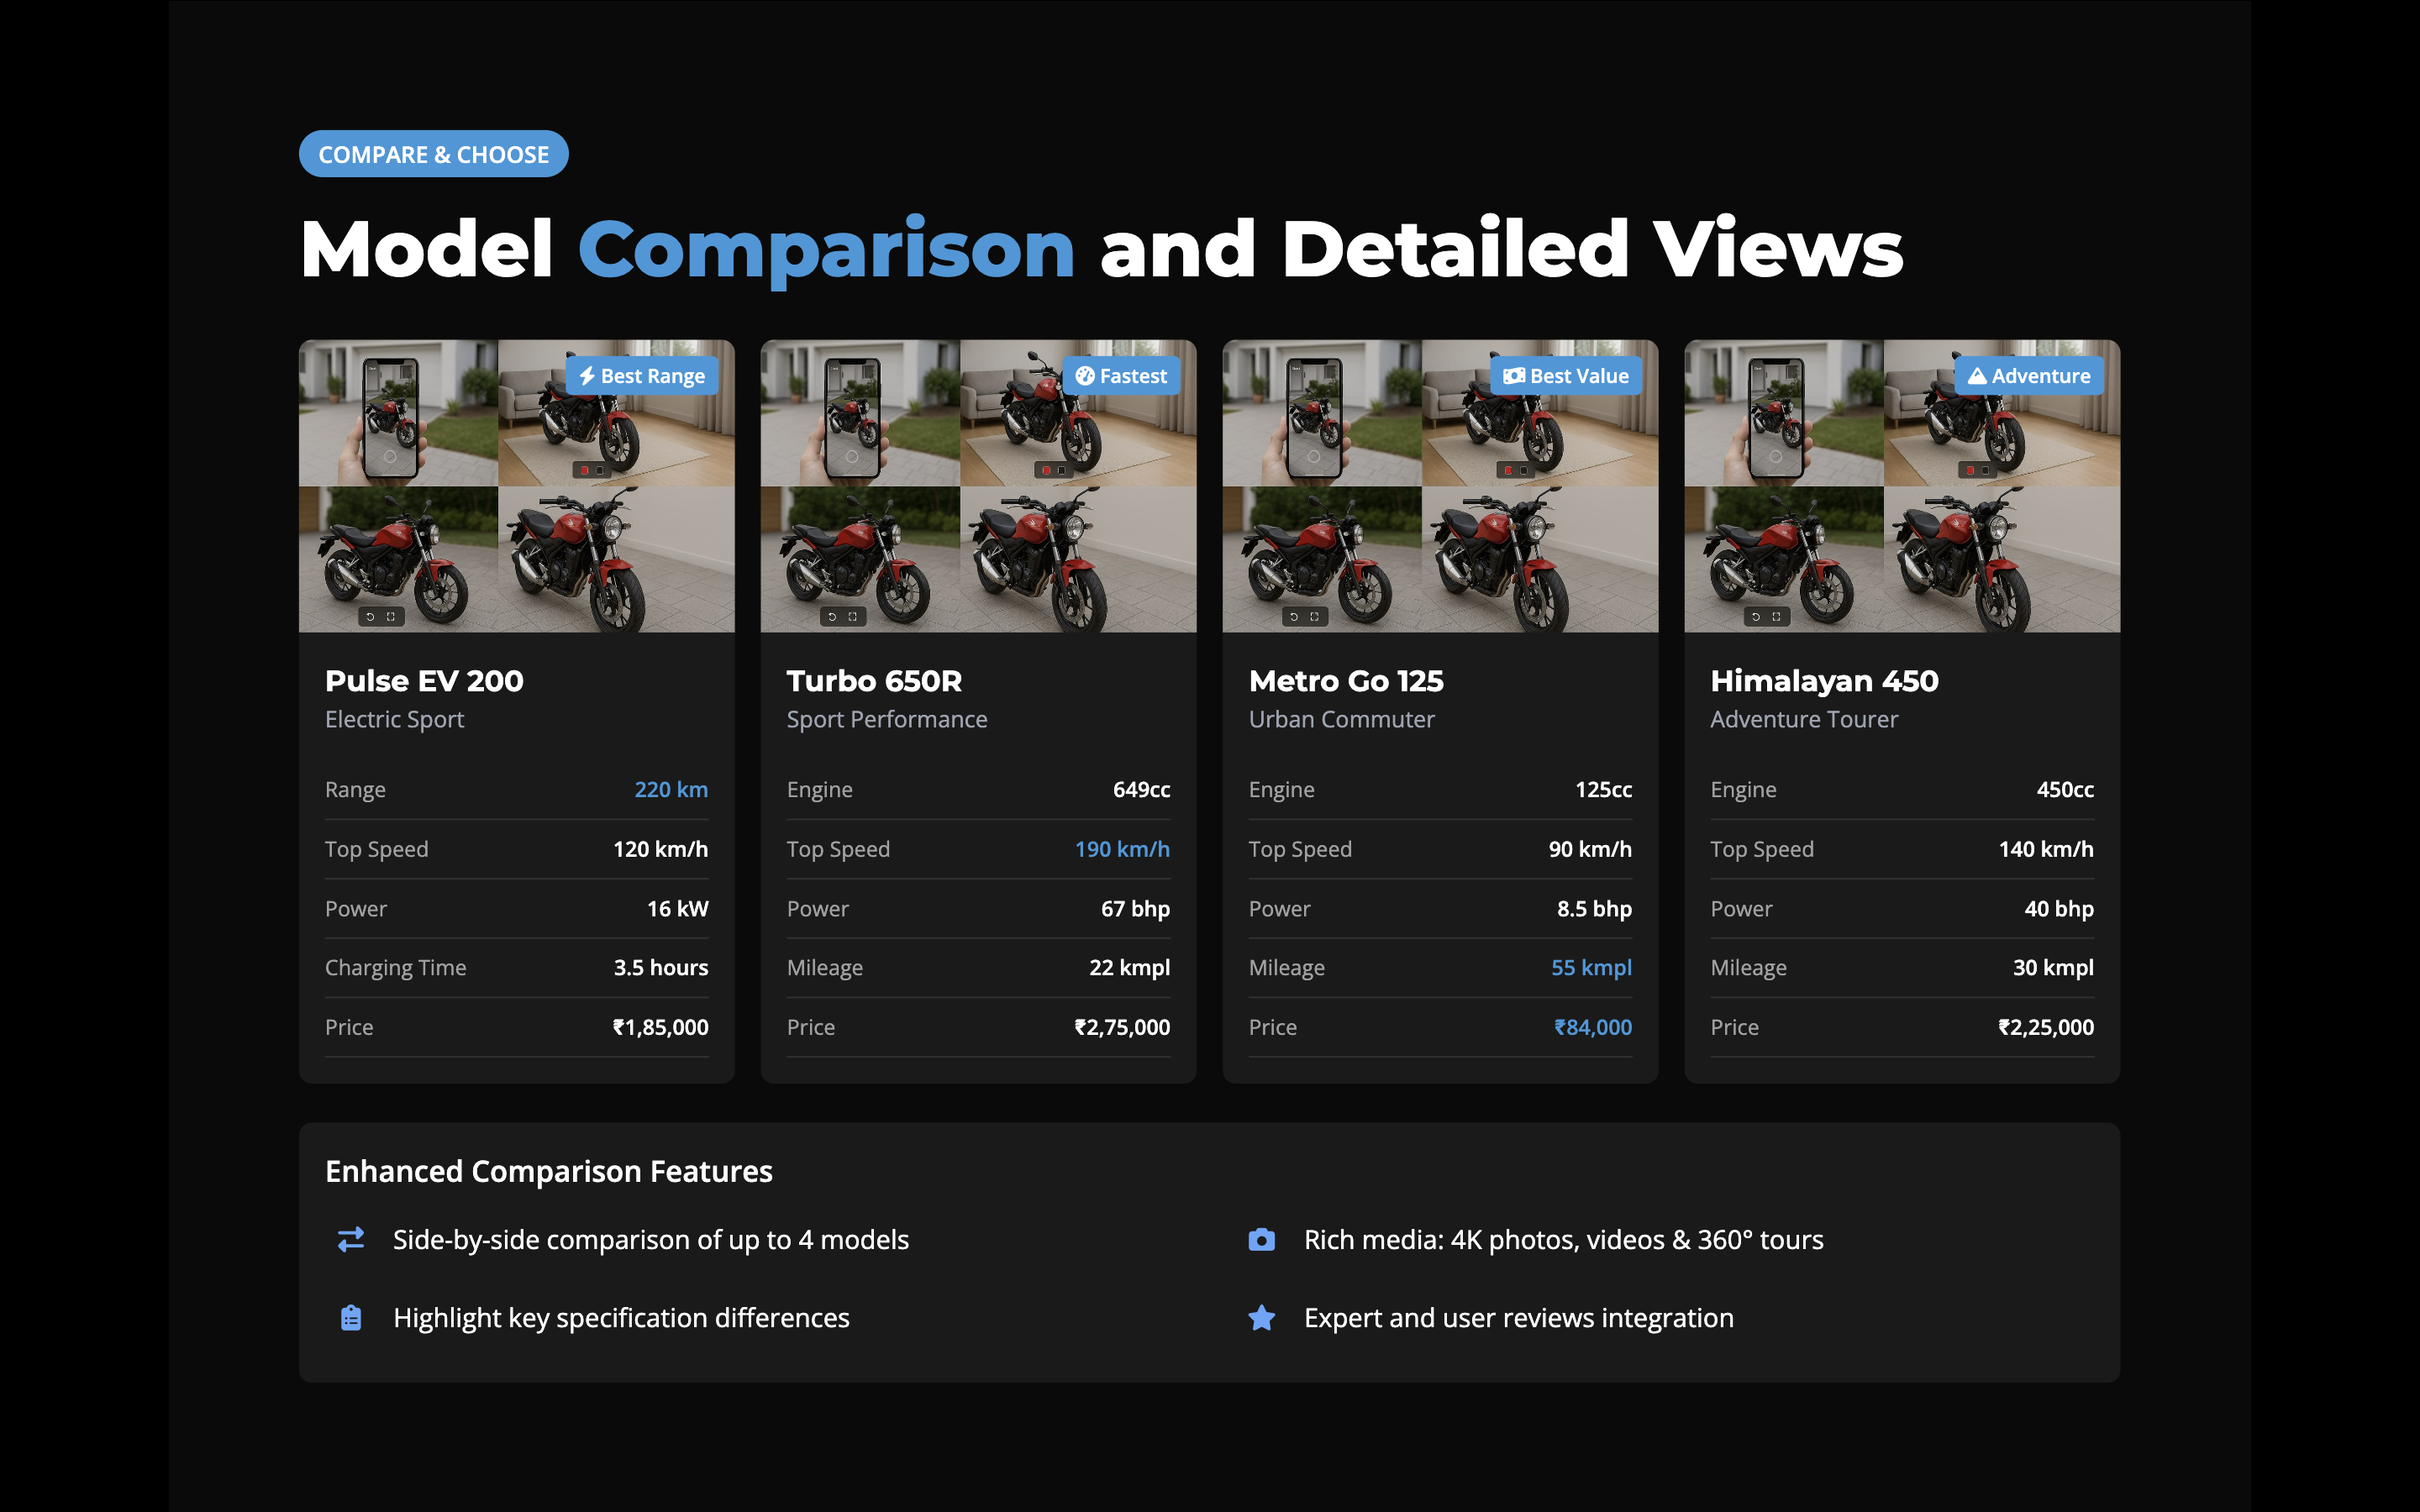 COMPARE & CHOOSE
Model Comparison and Detailed Views
Best Range
Pulse EV 200
Electric Sport
Range 220 km
Top Speed 120 km/h
Power 16 kW
Charging Time 3.5 hours
Price ₹1,85,000
Fastest
Turbo 650R
Sport Performance
Engine 649cc
Top Speed 190 km/h
Power 67 bhp
Mileage 22 kmpl
Price ₹2,75,000
Best Value
Metro Go 125
Urban Commuter
Engine 125cc
Top Speed 90 km/h
Power 8.5 bhp
Mileage 55 kmpl
Price ₹84,000
Adventure
Himalayan 450
Adventure Tourer
Engine 450cc
Top Speed 140 km/h
Power 40 bhp
Mileage 30 kmpl
Price ₹2,25,000
Enhanced Comparison Features
Side-by-side comparison of up to 4 models
Rich media: 4K photos, videos & 360° tours
Highlight key specification differences
Expert and user reviews integration